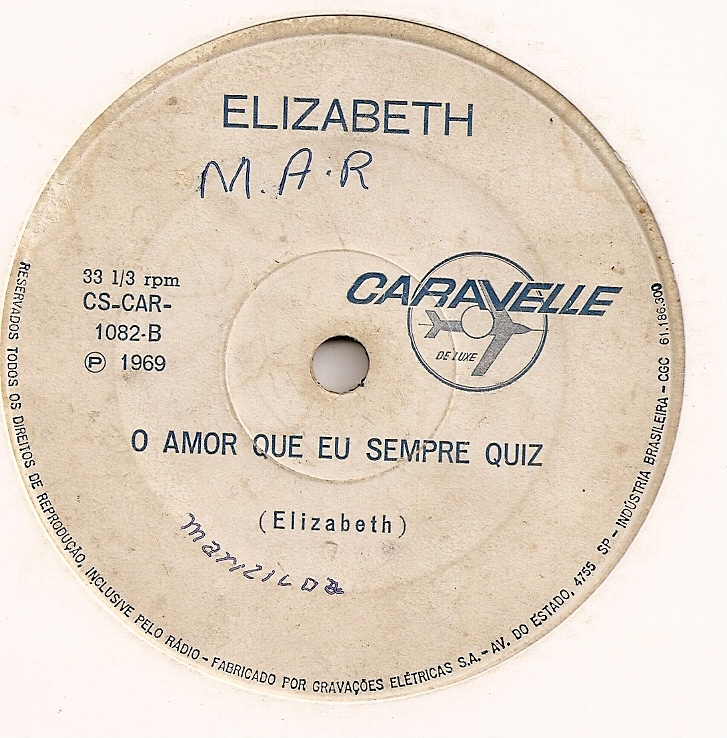 ELIZABETH
M.A.R
33 1/3 rpm
CS-CAR-
1082-B
Ⓟ 1969
CARAVELLE
DE LUXE
O AMOR QUE EU SEMPRE QUIZ
(Elizabeth)
RESERVADOS TODOS OS DIREITOS DE REPRODUÇÃO, INCLUSIVE PELO RÁDIO - FABRICADO POR GRAVAÇÕES ELÉTRICAS S.A. - AV. DO ESTADO, 4755 SP - INDÚSTRIA BRASILEIRA - CGC 61.186.300